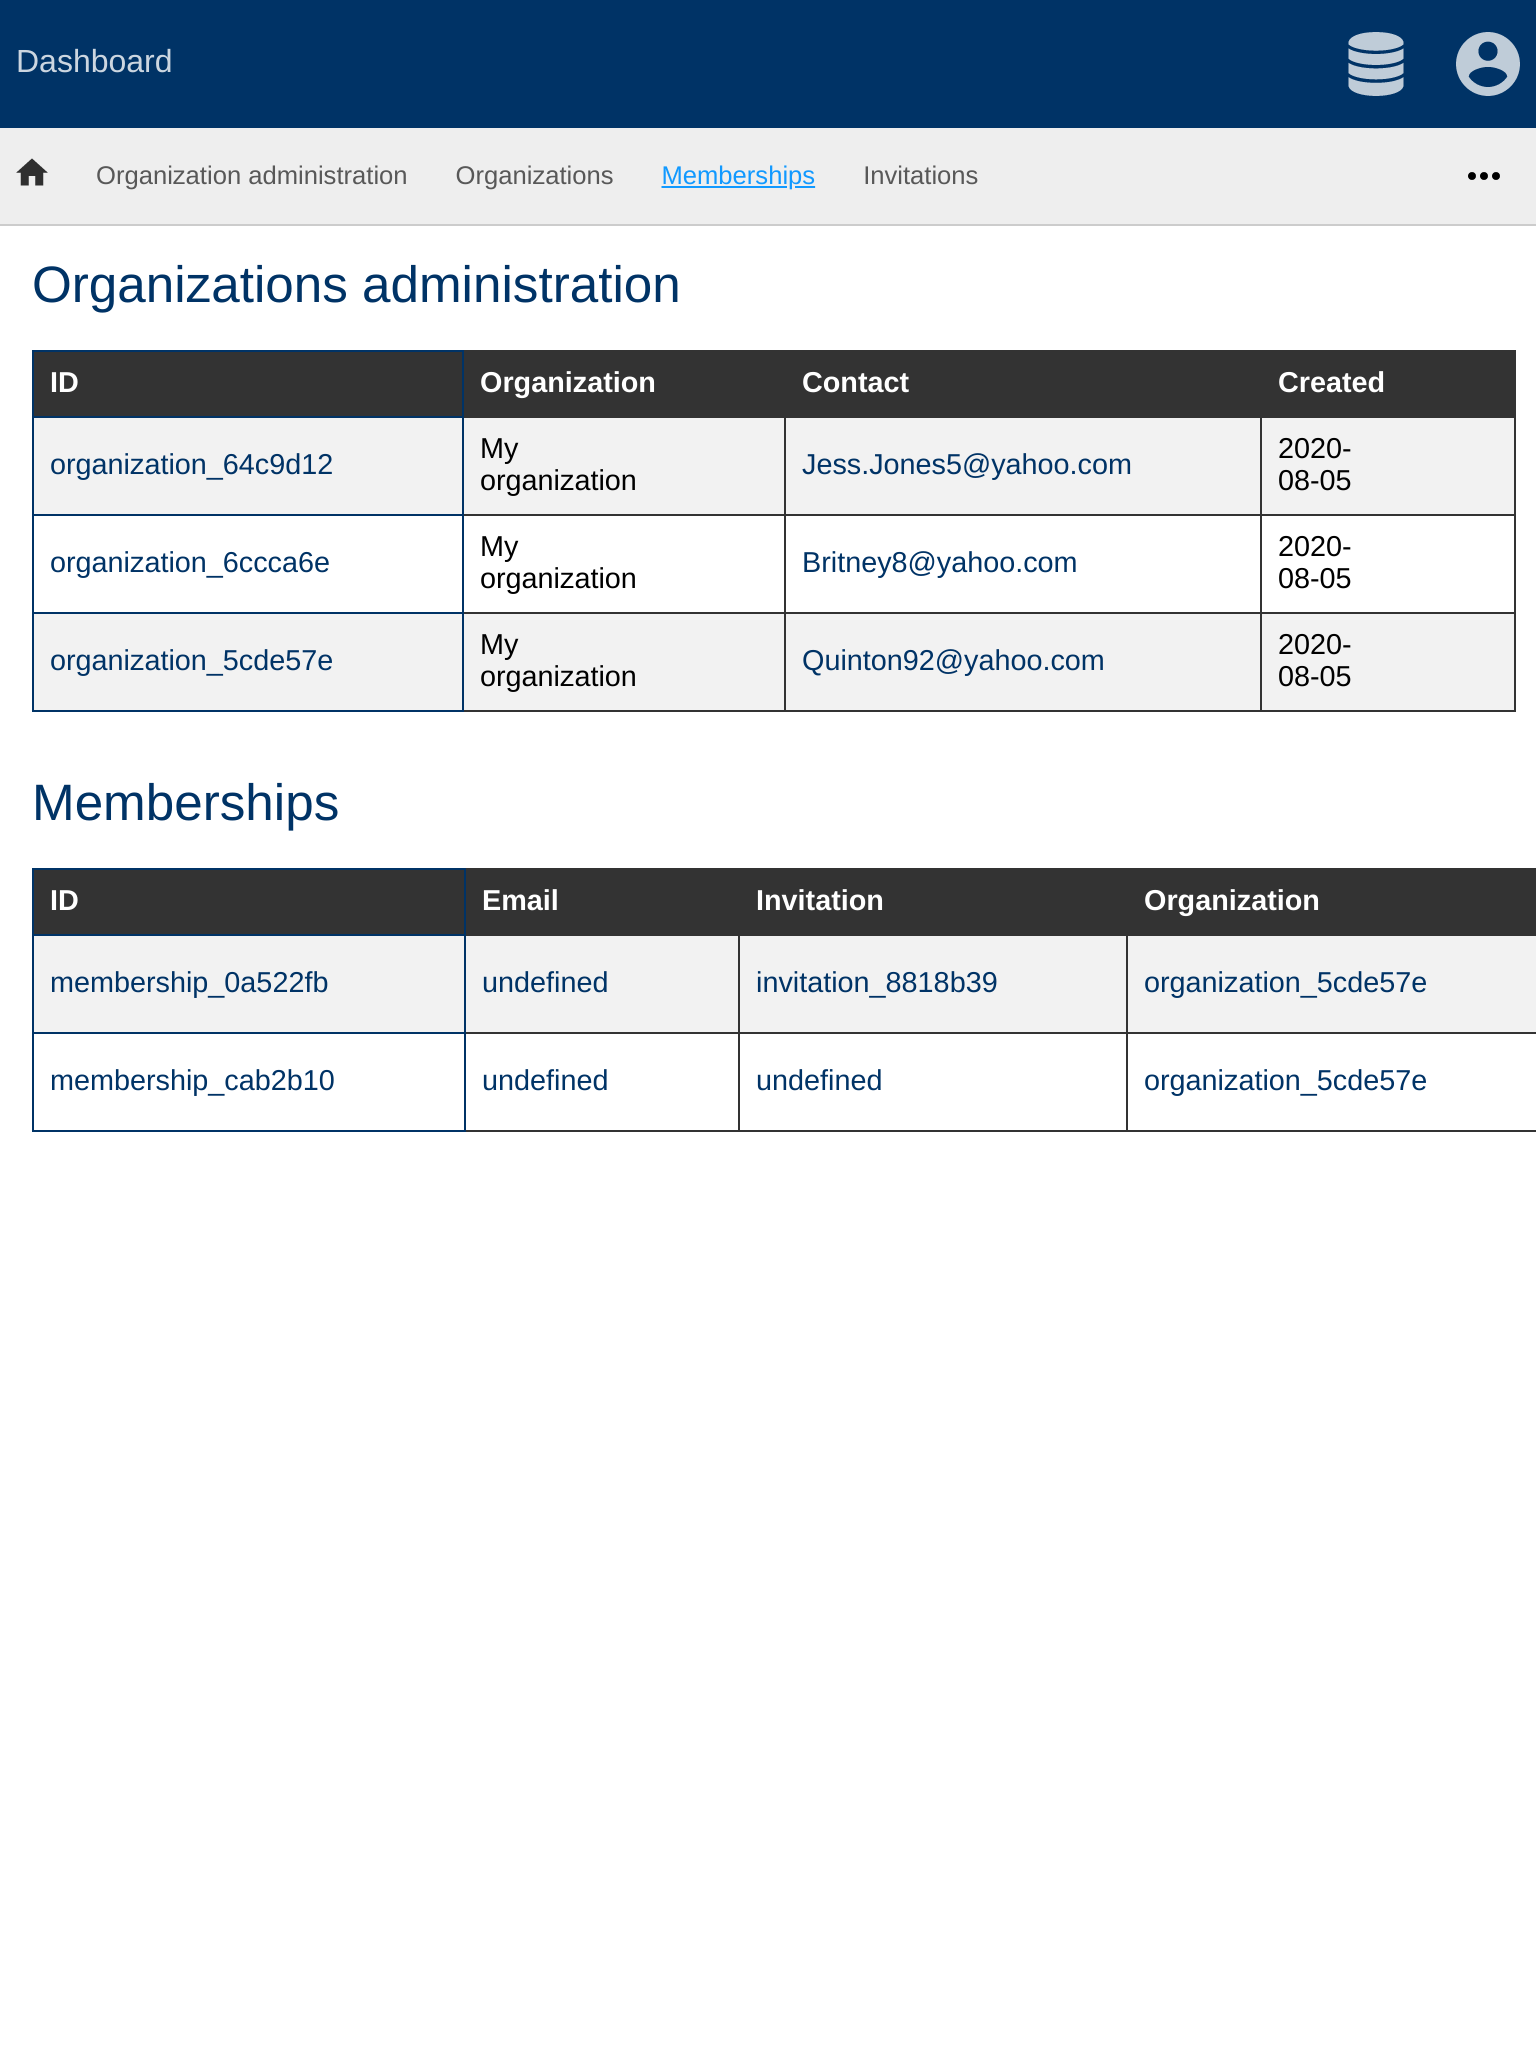 Dashboard
Organization administration Organizations Memberships Invitations
Organizations administration
ID Organization Contact Created
organization_64c9d12 My organization Jess.Jones5@yahoo.com 2020-08-05
organization_6ccca6e My organization Britney8@yahoo.com 2020-08-05
organization_5cde57e My organization Quinton92@yahoo.com 2020-08-05
Memberships
ID Email Invitation Organization
membership_0a522fb undefined invitation_8818b39 organization_5cde57e
membership_cab2b10 undefined undefined organization_5cde57e